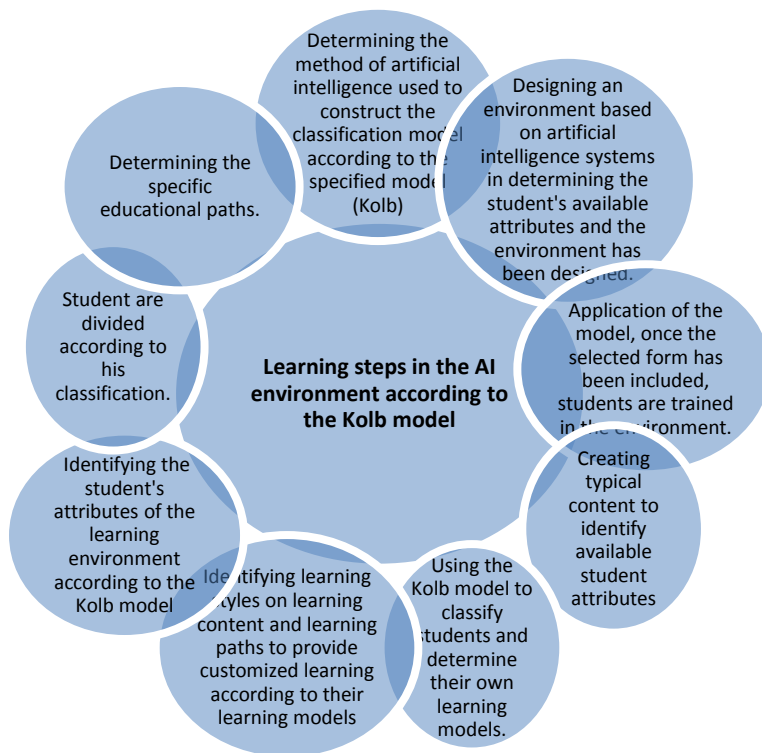 Determining the
method of artificial
intelligence used to
construct the
classification model
according to the
specified model
(Kolb)
Designing an
environment based
on artificial
intelligence systems
in determining the
student's available
attributes and the
environment has
been designed.
Application of the
model, once the
selected form has
been included,
students are trained
in the environment.
Creating
typical
content to
identify
available
student
attributes
Using the
Kolb model to
classify
students and
determine
their own
learning
models.
Identifying learning
styles on learning
content and learning
paths to provide
customized learning
according to their
learning models
Identifying the
student's
attributes of the
learning
environment
according to the
Kolb model
Student are
divided
according to
his
classification.
Determining the
specific
educational paths.
Learning steps in the AI
environment according to
the Kolb model